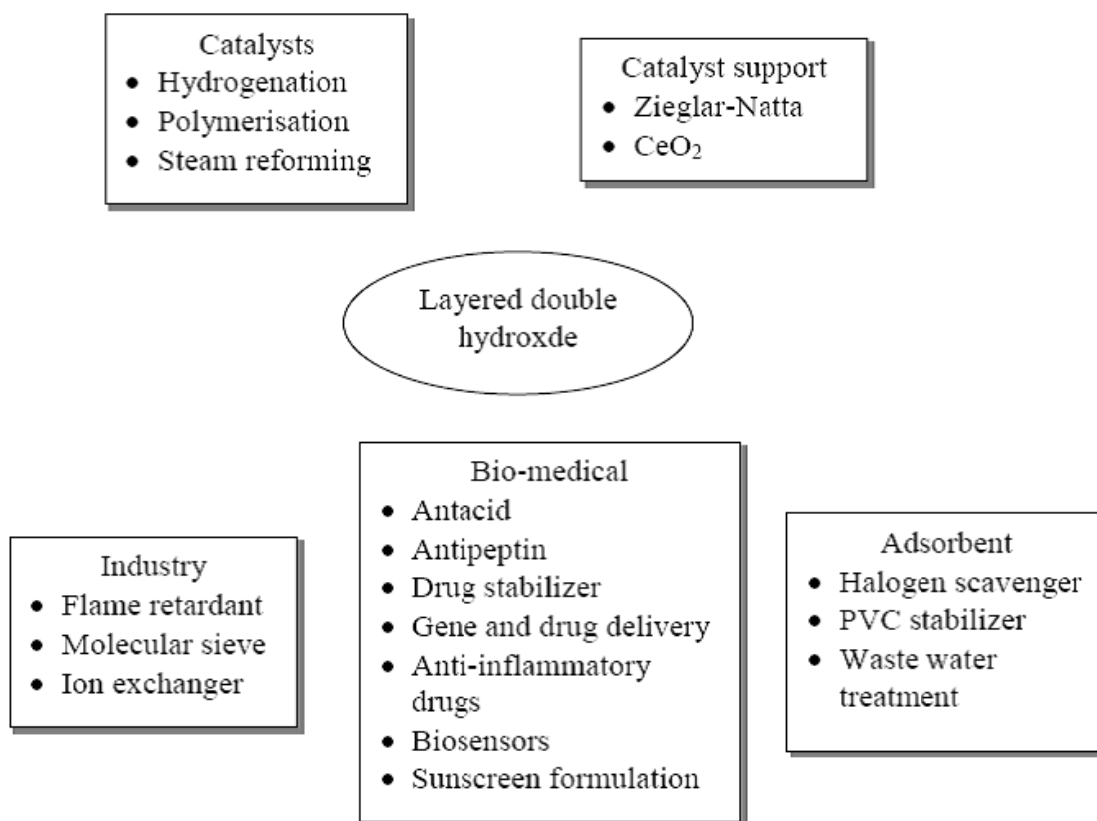 Catalysts
• Hydrogenation
• Polymerisation
• Steam reforming
Catalyst support
• Zieglar-Natta
• CeO₂
Layered double
hydroxde
Industry
• Flame retardant
• Molecular sieve
• Ion exchanger
Bio-medical
• Antacid
• Antipeptin
• Drug stabilizer
• Gene and drug delivery
• Anti-inflammatory
drugs
• Biosensors
• Sunscreen formulation
Adsorbent
• Halogen scavenger
• PVC stabilizer
• Waste water
treatment